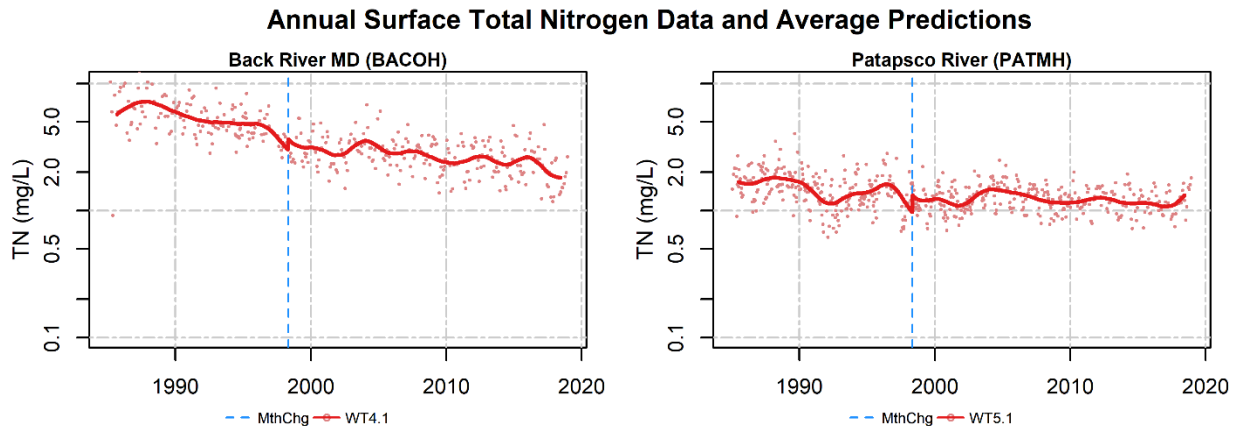 Annual Surface Total Nitrogen Data and Average Predictions
Back River MD (BACOH)
TN (mg/L)
5.0
2.0
0.5
0.1
1990 2000 2010 2020
MthChg WT4.1
Patapsco River (PATMH)
TN (mg/L)
5.0
2.0
0.5
0.1
1990 2000 2010 2020
MthChg WT5.1